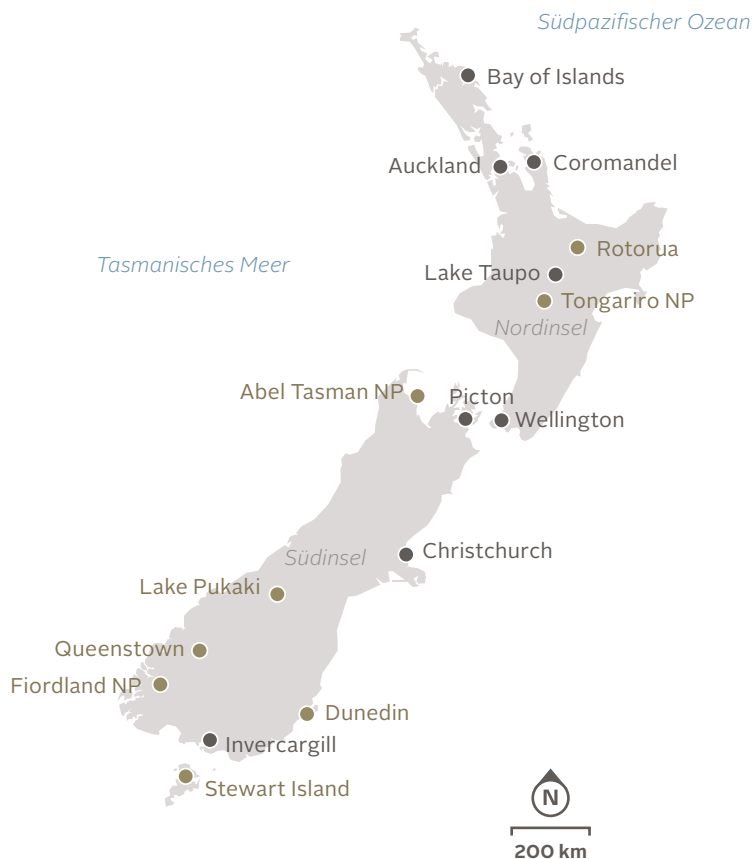 Südpazifischer Ozean
Bay of Islands
Auckland
Coromandel
Rotorua
Tasmanisches Meer
Lake Taupo
Tongariro NP
Nordinsel
Abel Tasman NP
Picton
Wellington
Christchurch
Südinsel
Lake Pukaki
Queenstown
Fiordland NP
Dunedin
Invercargill
Stewart Island
N
200 km